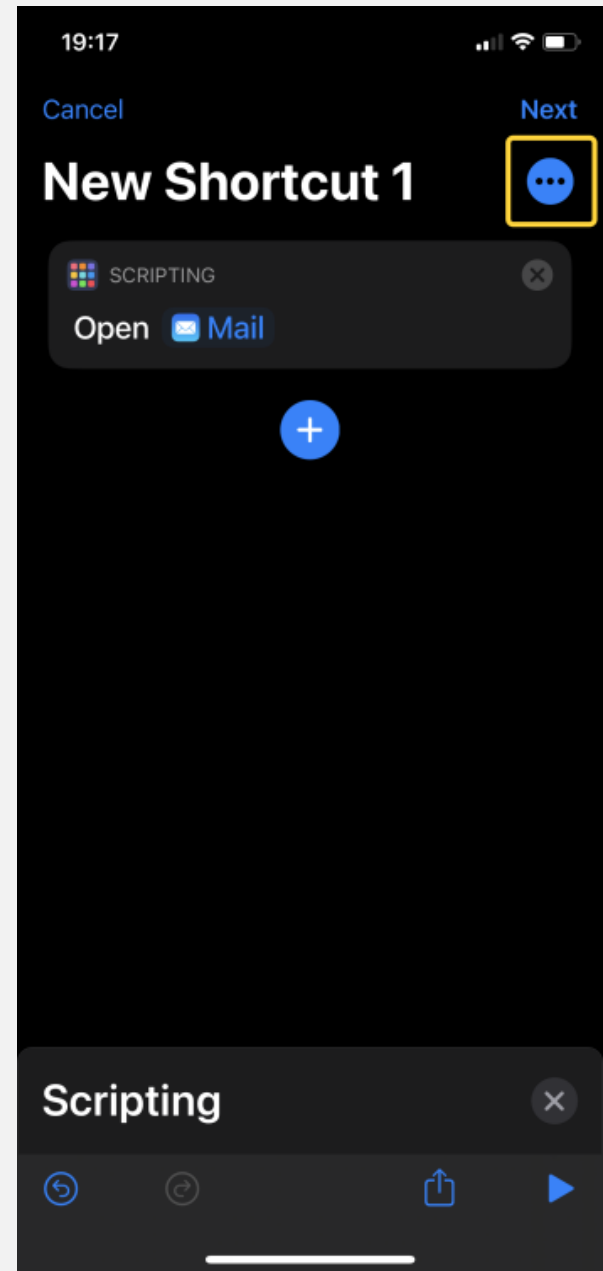 19:17
Cancel Next
New Shortcut 1
SCRIPTING
Open Mail
Scripting